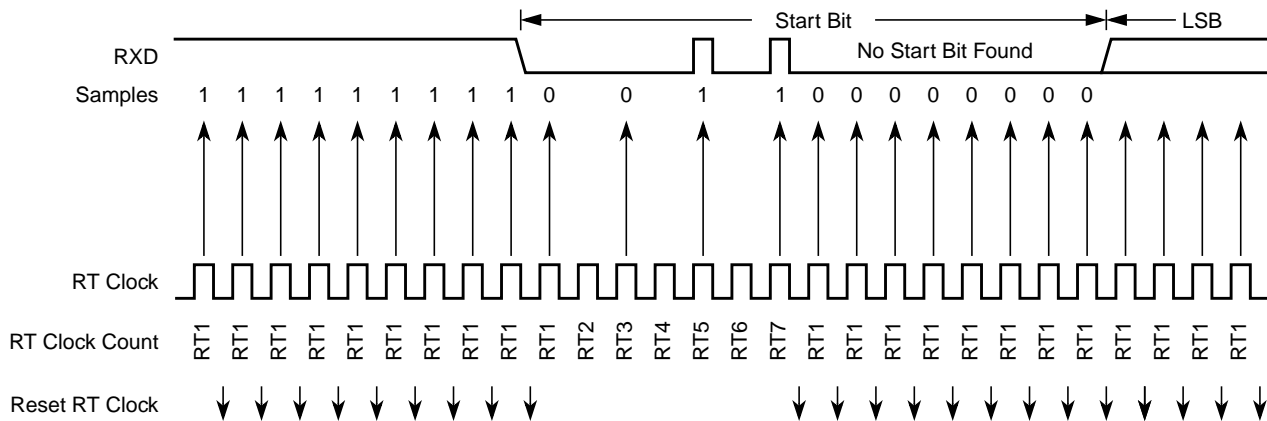 Start Bit LSB
RXD No Start Bit Found
Samples 1 1 1 1 1 1 1 1 1 0 0 1 1 0 0 0 0 0 0 0 0
RT Clock
RT Clock Count RT1 RT1 RT1 RT1 RT1 RT1 RT1 RT1 RT1 RT1 RT2 RT3 RT4 RT5 RT6 RT7 RT1 RT1 RT1 RT1 RT1 RT1 RT1 RT1 RT1 RT1 RT1 RT1
Reset RT Clock